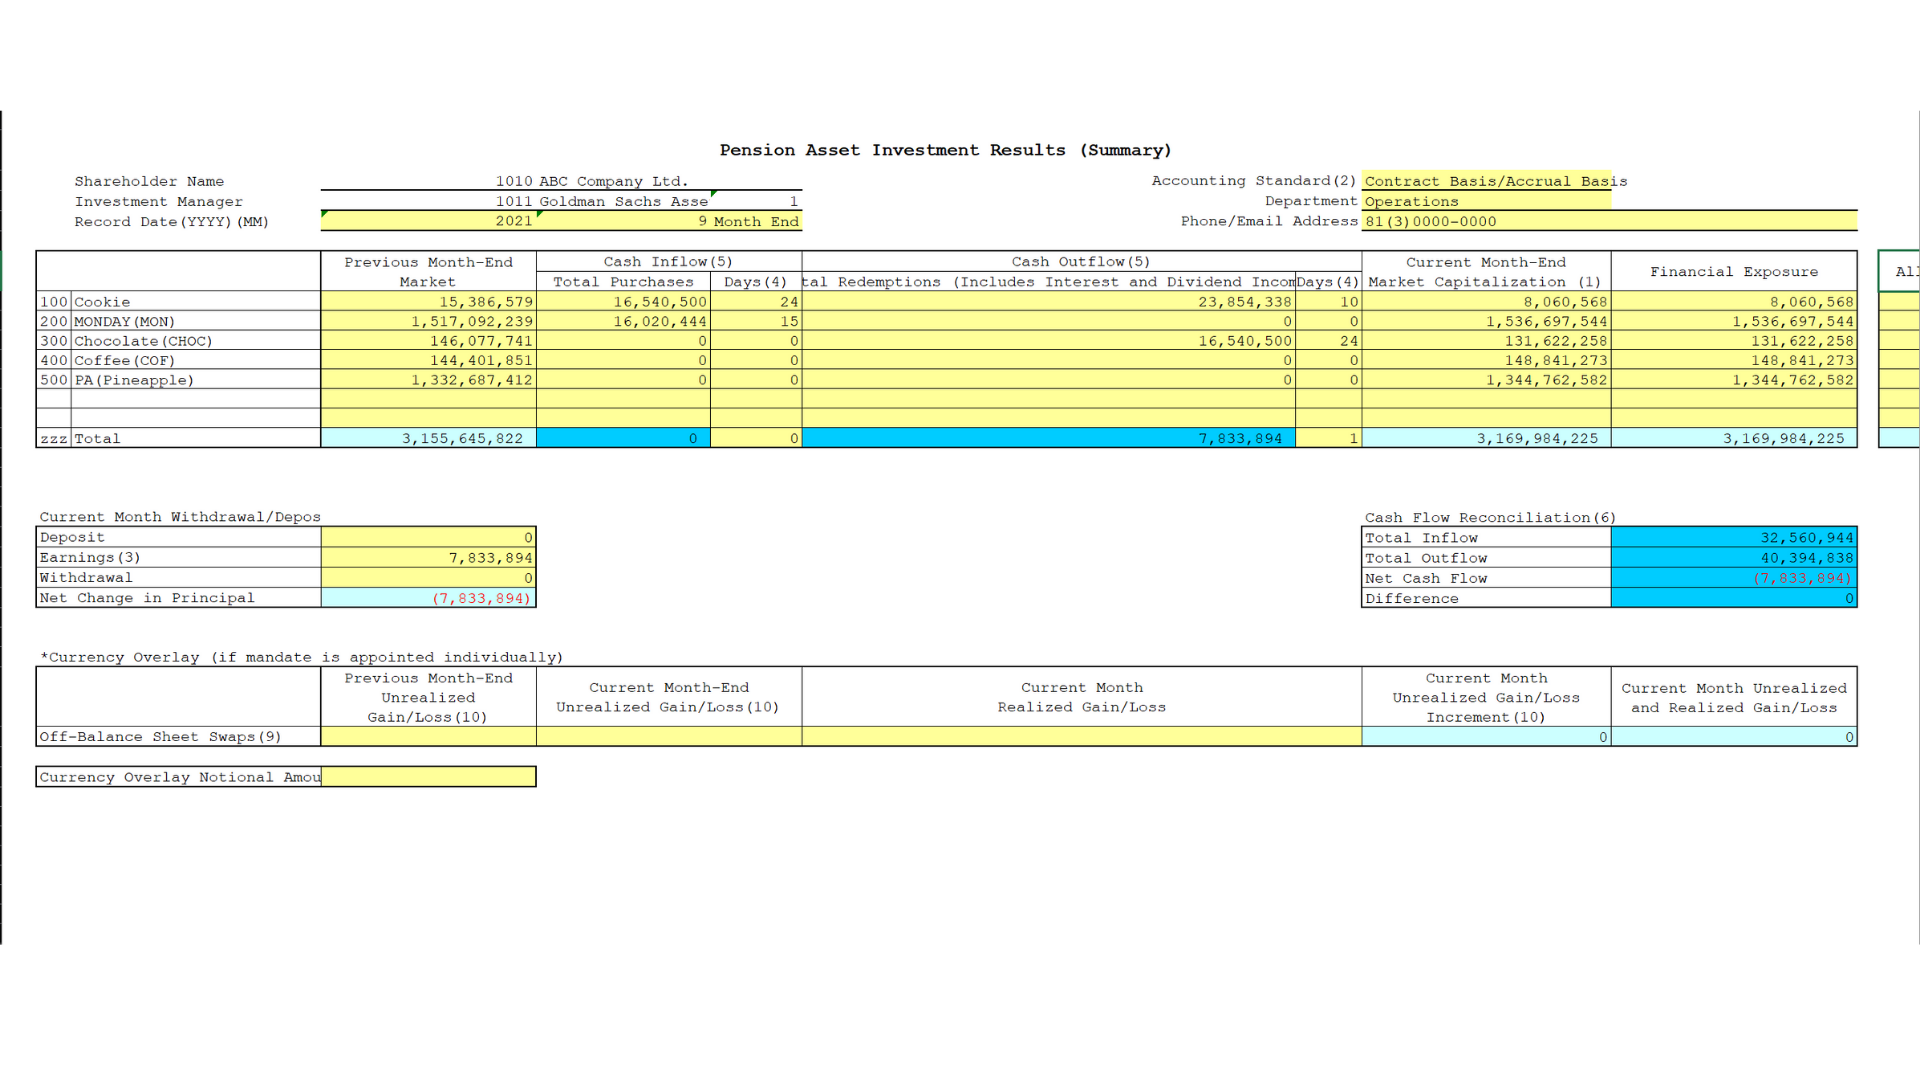 Pension Asset Investment Results (Summary)
Shareholder Name 1010 ABC Company Ltd. Accounting Standard(2) Contract Basis/Accrual Basis
Investment Manager 1011 Goldman Sachs Asse 1 Department Operations
Record Date(YYYY)(MM) 2021 9 Month End Phone/Email Address 81(3)0000-0000
Previous Month-End Market Cash Inflow(5) Cash Outflow(5) Current Month-End Market Capitalization (1) Financial Exposure All
Total Purchases Days(4) tal Redemptions (Includes Interest and Dividend Incom Days(4)
100 Cookie 15,386,579 16,540,500 24 23,854,338 10 8,060,568 8,060,568
200 MONDAY(MON) 1,517,092,239 16,020,444 15 0 0 1,536,697,544 1,536,697,544
300 Chocolate(CHOC) 146,077,741 0 0 16,540,500 24 131,622,258 131,622,258
400 Coffee(COF) 144,401,851 0 0 0 0 148,841,273 148,841,273
500 PA(Pineapple) 1,332,687,412 0 0 0 0 1,344,762,582 1,344,762,582
zzz Total 3,155,645,822 0 0 7,833,894 1 3,169,984,225 3,169,984,225
Current Month Withdrawal/Depos
Deposit 0
Earnings(3) 7,833,894
Withdrawal 0
Net Change in Principal (7,833,894)
Cash Flow Reconciliation(6)
Total Inflow 32,560,944
Total Outflow 40,394,838
Net Cash Flow (7,833,894)
Difference 0
*Currency Overlay (if mandate is appointed individually)
Previous Month-End Unrealized Gain/Loss(10) Current Month-End Unrealized Gain/Loss(10) Current Month Realized Gain/Loss Current Month Unrealized Gain/Loss Increment(10) Current Month Unrealized and Realized Gain/Loss
Off-Balance Sheet Swaps(9) 0 0
Currency Overlay Notional Amou